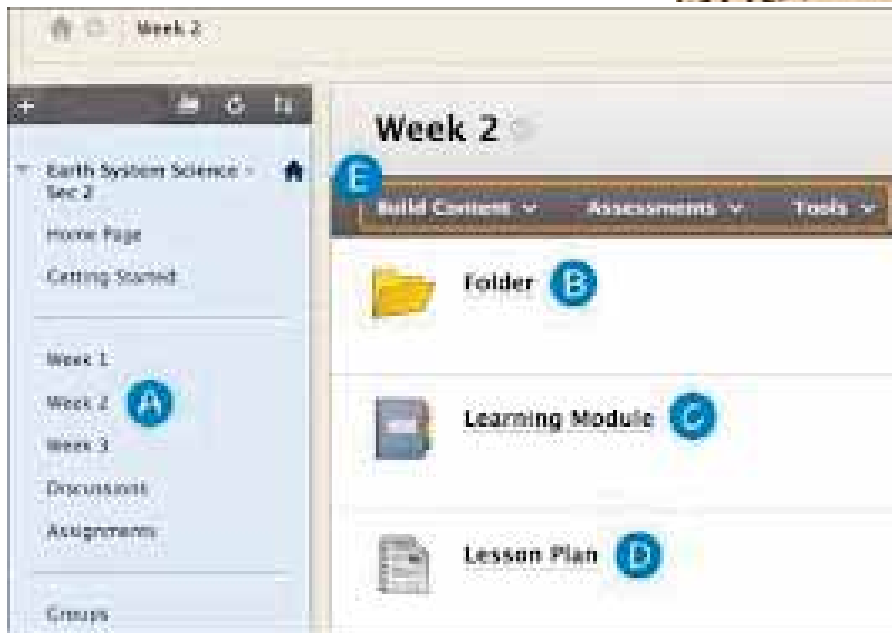 Week 2
Earth System Science -
Sec 2
Home Page
Getting Started
Week 1
Week 2
A
Week 3
Discussions
Assignments
Groups
Week 2
E
Build Content
Assessments
Tools
Folder
B
Learning Module
C
Lesson Plan
D